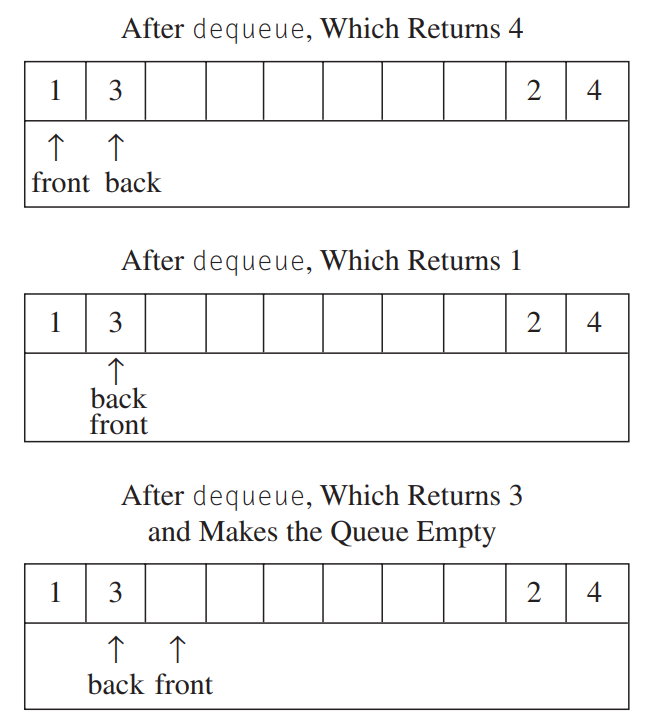 After dequeue, Which Returns 4
1 3 2 4
↑ ↑
front back
After dequeue, Which Returns 1
1 3 2 4
↑
back
front
After dequeue, Which Returns 3
and Makes the Queue Empty
1 3 2 4
↑ ↑
back front